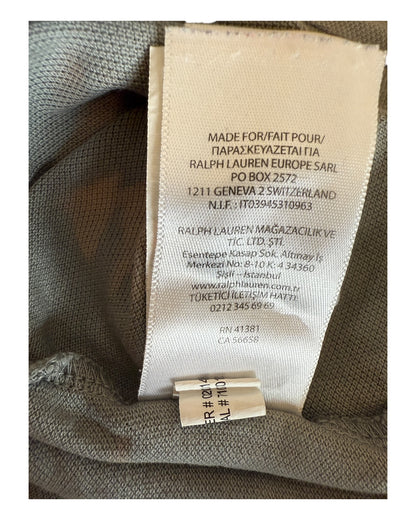 MADE FOR/FAIT POUR/
ΠΑΡΑΣΚΕΥΑΖΕΤΑΙ ΓΙΑ
RALPH LAUREN EUROPE SARL
PO BOX 2572
1211 GENEVA 2 SWITZERLAND
N.I.F. : IT03945310963
RALPH LAUREN MAĞAZACILIK VE
TİC. LTD. ŞTİ.
Esentepe Kasap Sok. Altınay İş
Merkezi No: 8-10 K: 4 34360
Şişli – İstanbul
www.ralphlauren.com.tr
TÜKETİCİ İLETİŞİM HATTI:
0212 345 69 69
RN 41381
CA 56658